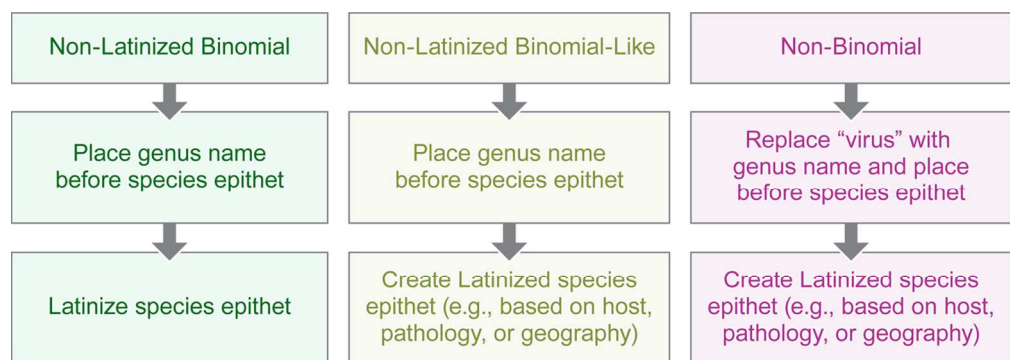 Non-Latinized Binomial
Place genus name
before species epithet
Latinize species epithet
Non-Latinized Binomial-Like
Place genus name
before species epithet
Create Latinized species
epithet (e.g., based on host,
pathology, or geography)
Non-Binomial
Replace “virus” with
genus name and place
before species epithet
Create Latinized species
epithet (e.g., based on host,
pathology, or geography)